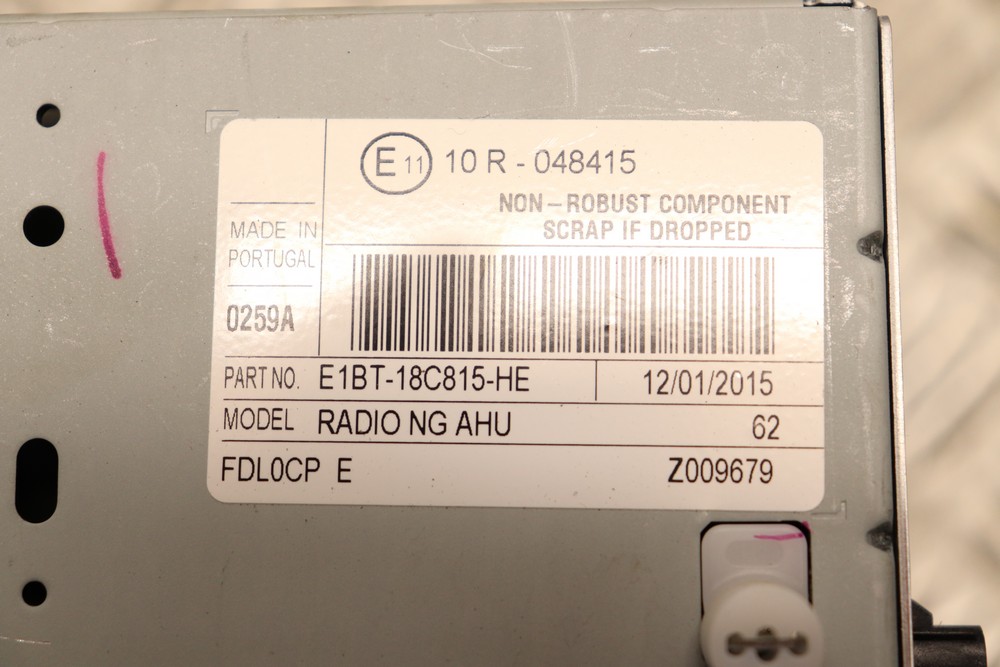 E 11 10 R - 048415
NON-ROBUST COMPONENT
SCRAP IF DROPPED
MADE IN
PORTUGAL
0259A
PART NO. E1BT-18C815-HE 12/01/2015
MODEL RADIO NG AHU 62
FDL0CP E Z009679